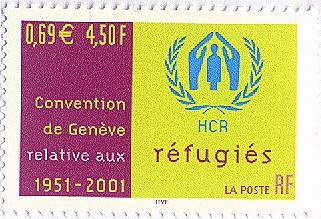 0,69€ 4,50F
Convention
de Genève
relative aux
1951-2001
HCR
réfugiés
LA POSTE RF